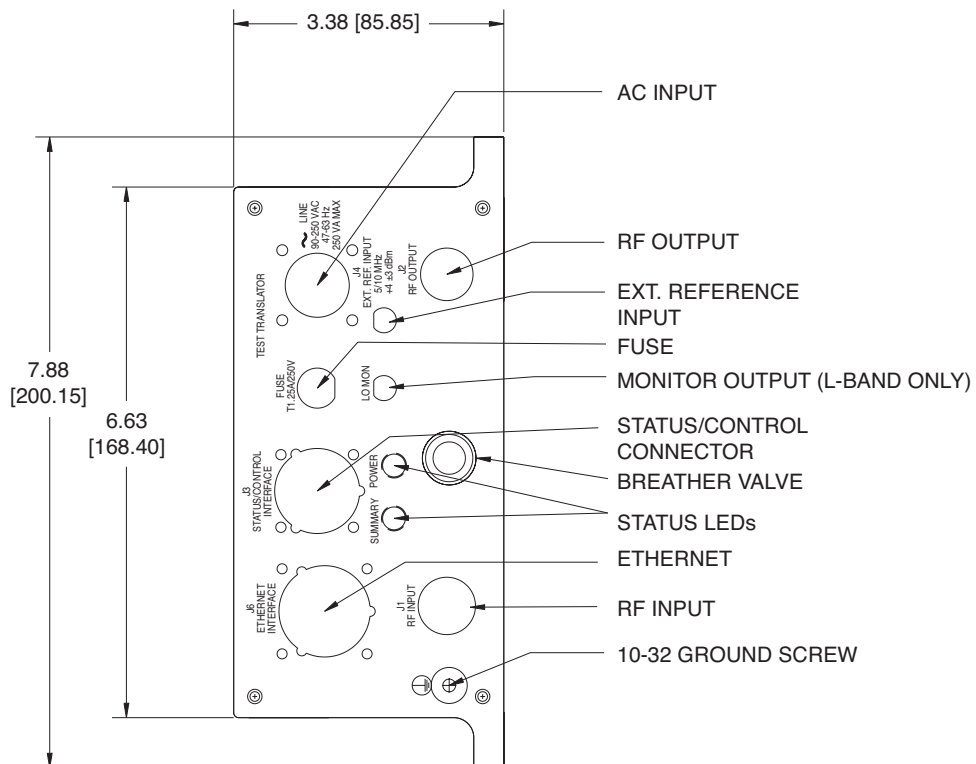 3.38 [85.85]
AC INPUT
RF OUTPUT
EXT. REFERENCE
INPUT
FUSE
MONITOR OUTPUT (L-BAND ONLY)
STATUS/CONTROL
CONNECTOR
BREATHER VALVE
STATUS LEDs
ETHERNET
RF INPUT
10-32 GROUND SCREW
7.88
[200.15]
6.63
[168.40]
TEST TRANSLATOR
~ LINE
90-250 VAC
47-63 Hz
250 VA MAX
J4
EXT. REF. INPUT
5/10 MHz
+4 ±3 dBm
J2
RF OUTPUT
FUSE
T1.25A/250V
LO MON
J3
STATUS/CONTROL
INTERFACE
POWER
SUMMARY
J6
ETHERNET
INTERFACE
J1
RF INPUT